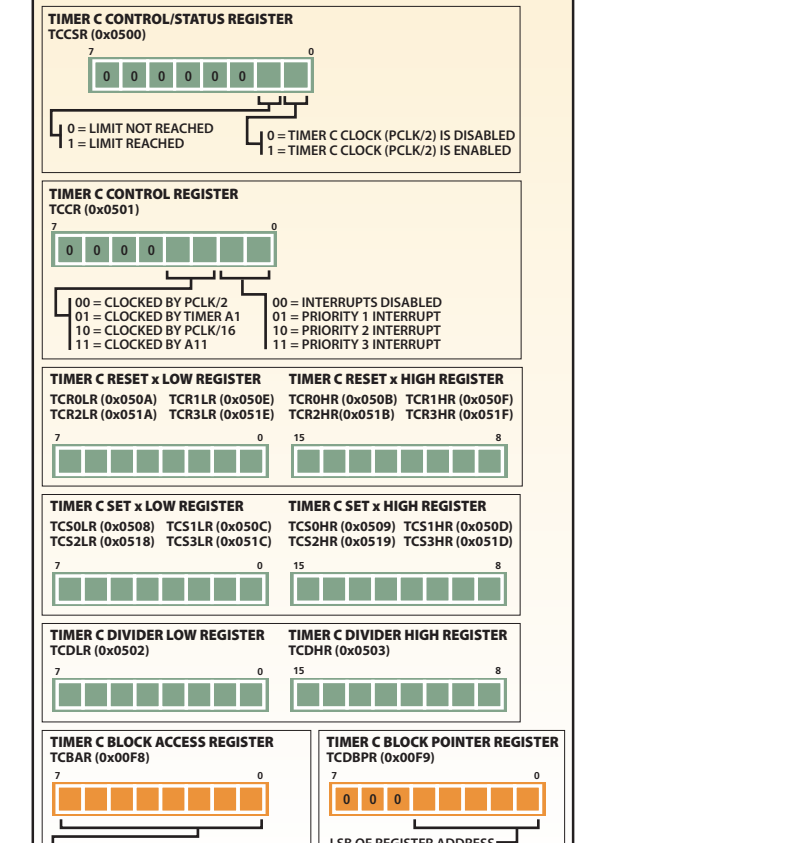 TIMER C CONTROL/STATUS REGISTER
TCCSR (0x0500)
7 0
0 0 0 0 0 0
0 = LIMIT NOT REACHED
1 = LIMIT REACHED
0 = TIMER C CLOCK (PCLK/2) IS DISABLED
1 = TIMER C CLOCK (PCLK/2) IS ENABLED
TIMER C CONTROL REGISTER
TCCR (0x0501)
7 0
0 0 0 0
00 = CLOCKED BY PCLK/2
01 = CLOCKED BY TIMER A1
10 = CLOCKED BY PCLK/16
11 = CLOCKED BY A11
00 = INTERRUPTS DISABLED
01 = PRIORITY 1 INTERRUPT
10 = PRIORITY 2 INTERRUPT
11 = PRIORITY 3 INTERRUPT
TIMER C RESET x LOW REGISTER
TCR0LR (0x050A) TCR1LR (0x050E)
TCR2LR (0x051A) TCR3LR (0x051E)
7 0
TIMER C RESET x HIGH REGISTER
TCR0HR (0x050B) TCR1HR (0x050F)
TCR2HR(0x051B) TCR3HR (0x051F)
15 8
TIMER C SET x LOW REGISTER
TCS0LR (0x0508) TCS1LR (0x050C)
TCS2LR (0x0518) TCS3LR (0x051C)
7 0
TIMER C SET x HIGH REGISTER
TCS0HR (0x0509) TCS1HR (0x050D)
TCS2HR (0x0519) TCS3HR (0x051D)
15 8
TIMER C DIVIDER LOW REGISTER
TCDLR (0x0502)
7 0
TIMER C DIVIDER HIGH REGISTER
TCDHR (0x0503)
15 8
TIMER C BLOCK ACCESS REGISTER
TCBAR (0x00F8)
7 0
TIMER C BLOCK POINTER REGISTER
TCDBPR (0x00F9)
7 0
0 0 0
LSB OF REGISTER ADDRESS